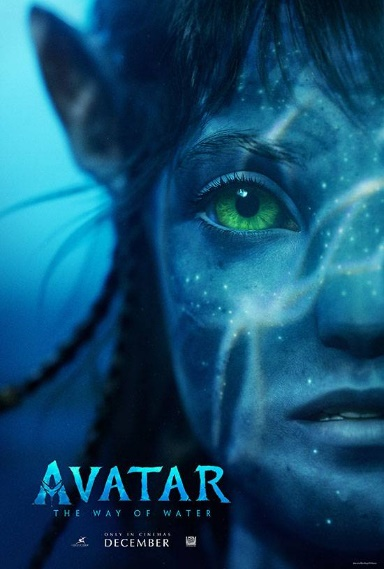 AVATAR
THE WAY OF WATER
ONLY IN CINEMAS
DECEMBER